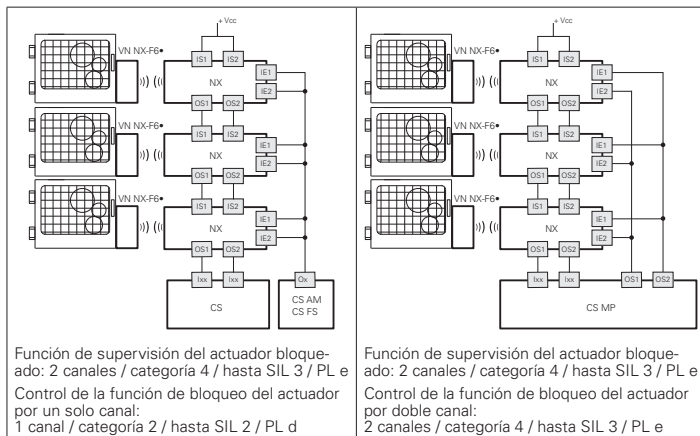 + Vcc
VN NX-F6•
IS1 IS2
NX
IE1
IE2
OS1 OS2
VN NX-F6•
IS1 IS2
NX
IE1
IE2
OS1 OS2
VN NX-F6•
IS1 IS2
NX
IE1
IE2
OS1 OS2
Ixx Ixx
CS
Ox
CS AM
CS FS
Función de supervisión del actuador bloque-
ado: 2 canales / categoría 4 / hasta SIL 3 / PL e
Control de la función de bloqueo del actuador
por un solo canal:
1 canal / categoría 2 / hasta SIL 2 / PL d
+ Vcc
VN NX-F6•
IS1 IS2
NX
IE1
IE2
OS1 OS2
VN NX-F6•
IS1 IS2
NX
IE1
IE2
OS1 OS2
VN NX-F6•
IS1 IS2
NX
IE1
IE2
OS1 OS2
Ixx Ixx
OS1 OS2
CS MP
Función de supervisión del actuador bloque-
ado: 2 canales / categoría 4 / hasta SIL 3 / PL e
Control de la función de bloqueo del actuador
por doble canal:
2 canales / categoría 4 / hasta SIL 3 / PL e